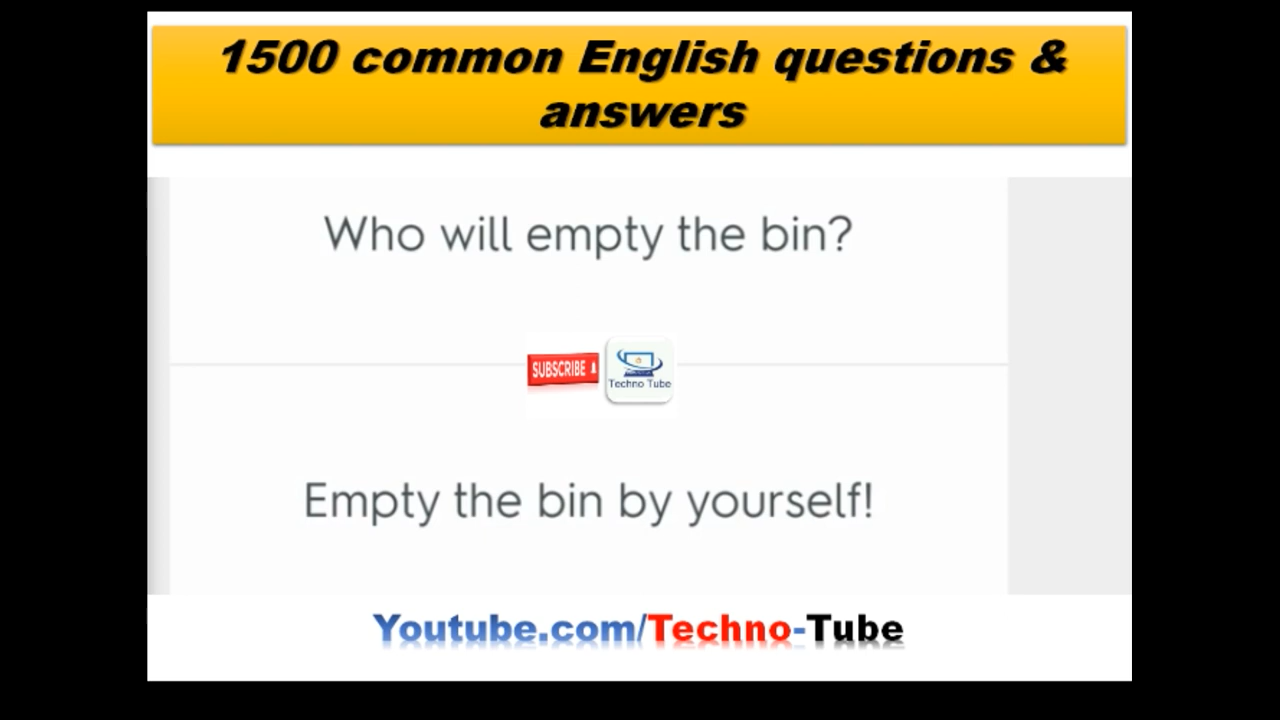 1500 common English questions &
answers
Who will empty the bin?
SUBSCRIBE
Techno Tube
Empty the bin by yourself!
Youtube.com/Techno-Tube